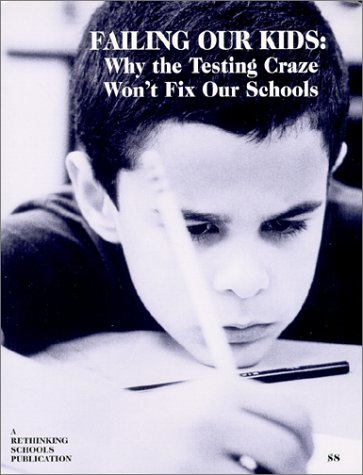 FAILING OUR KIDS:
Why the Testing Craze
Won't Fix Our Schools
A
RETHINKING
SCHOOLS
PUBLICATION
$8